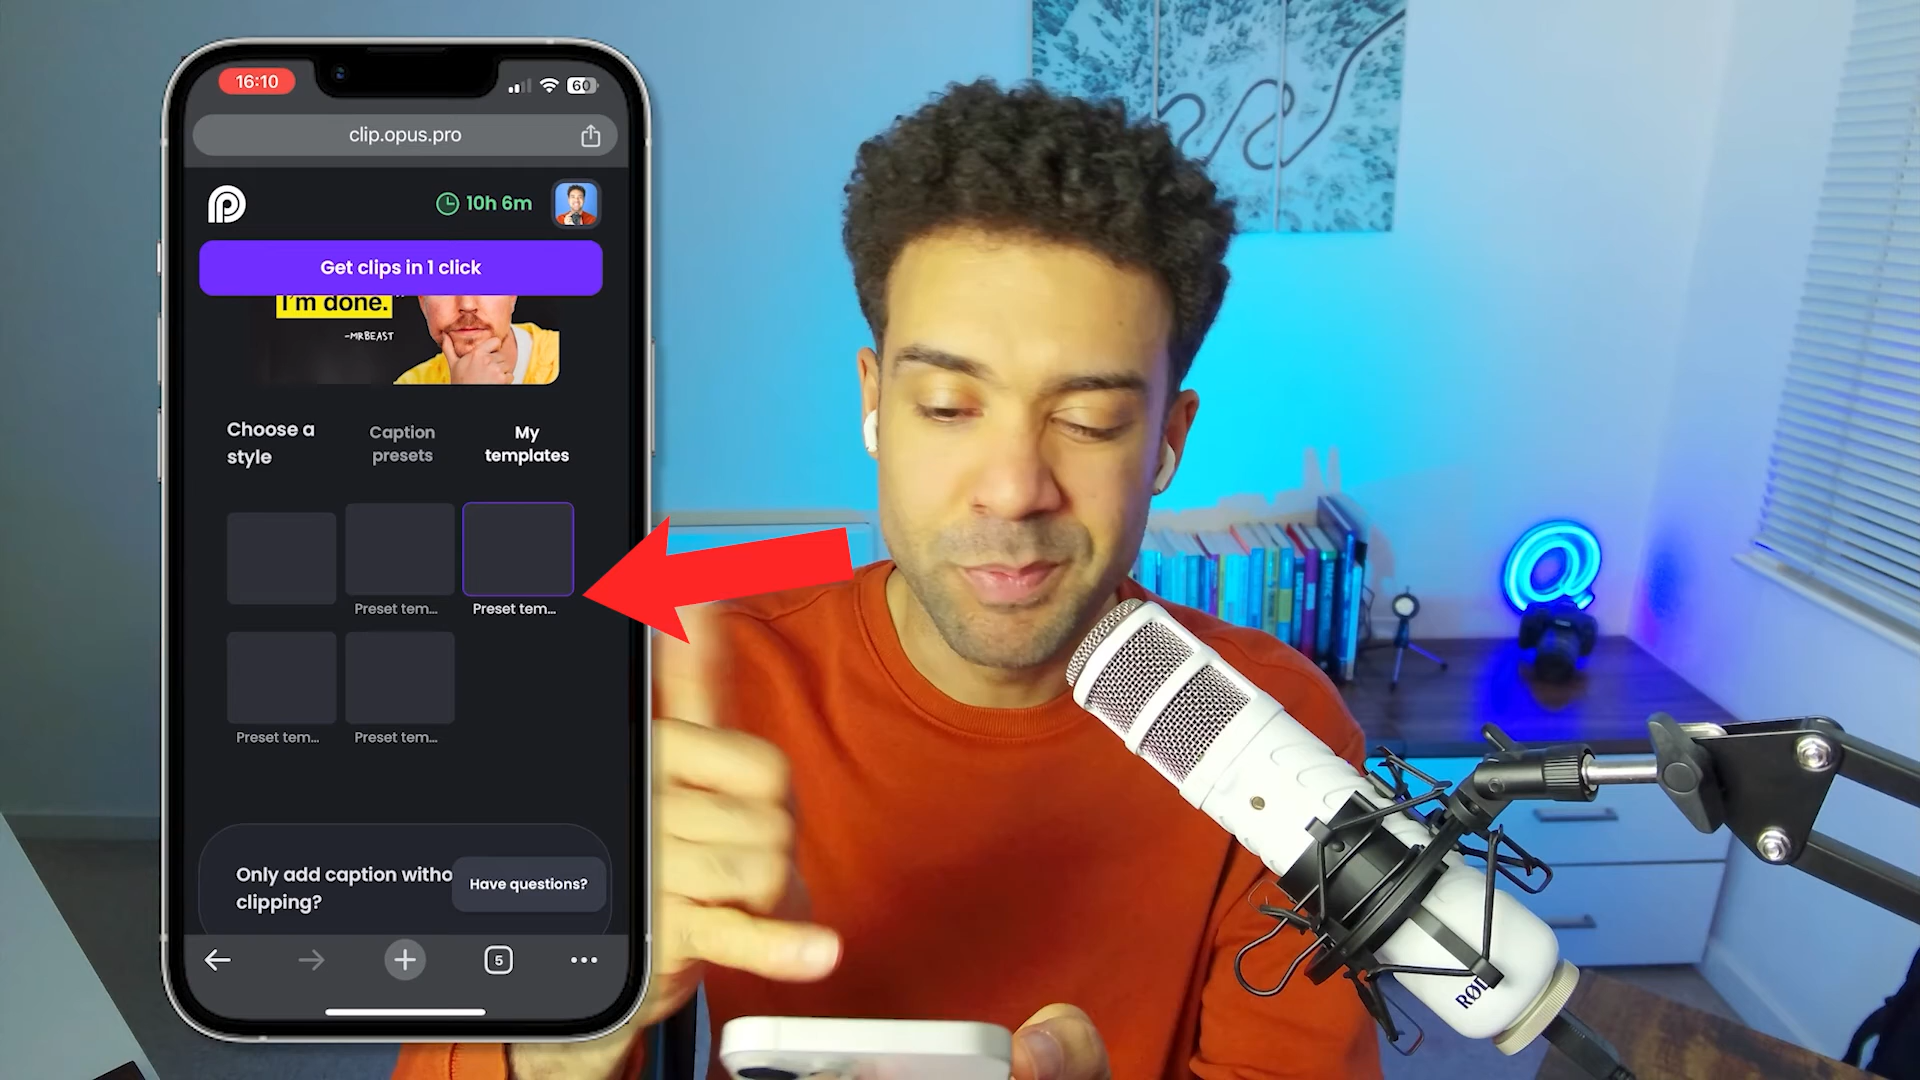 16:10
60
clip.opus.pro
10h 6m
Get clips in 1 click
I'm done."
-MRBEAST
Choose a
style
Caption
presets
My
templates
Preset tem...
Preset tem...
Preset tem...
Preset tem...
Only add caption witho
clipping?
Have questions?
5
RØD